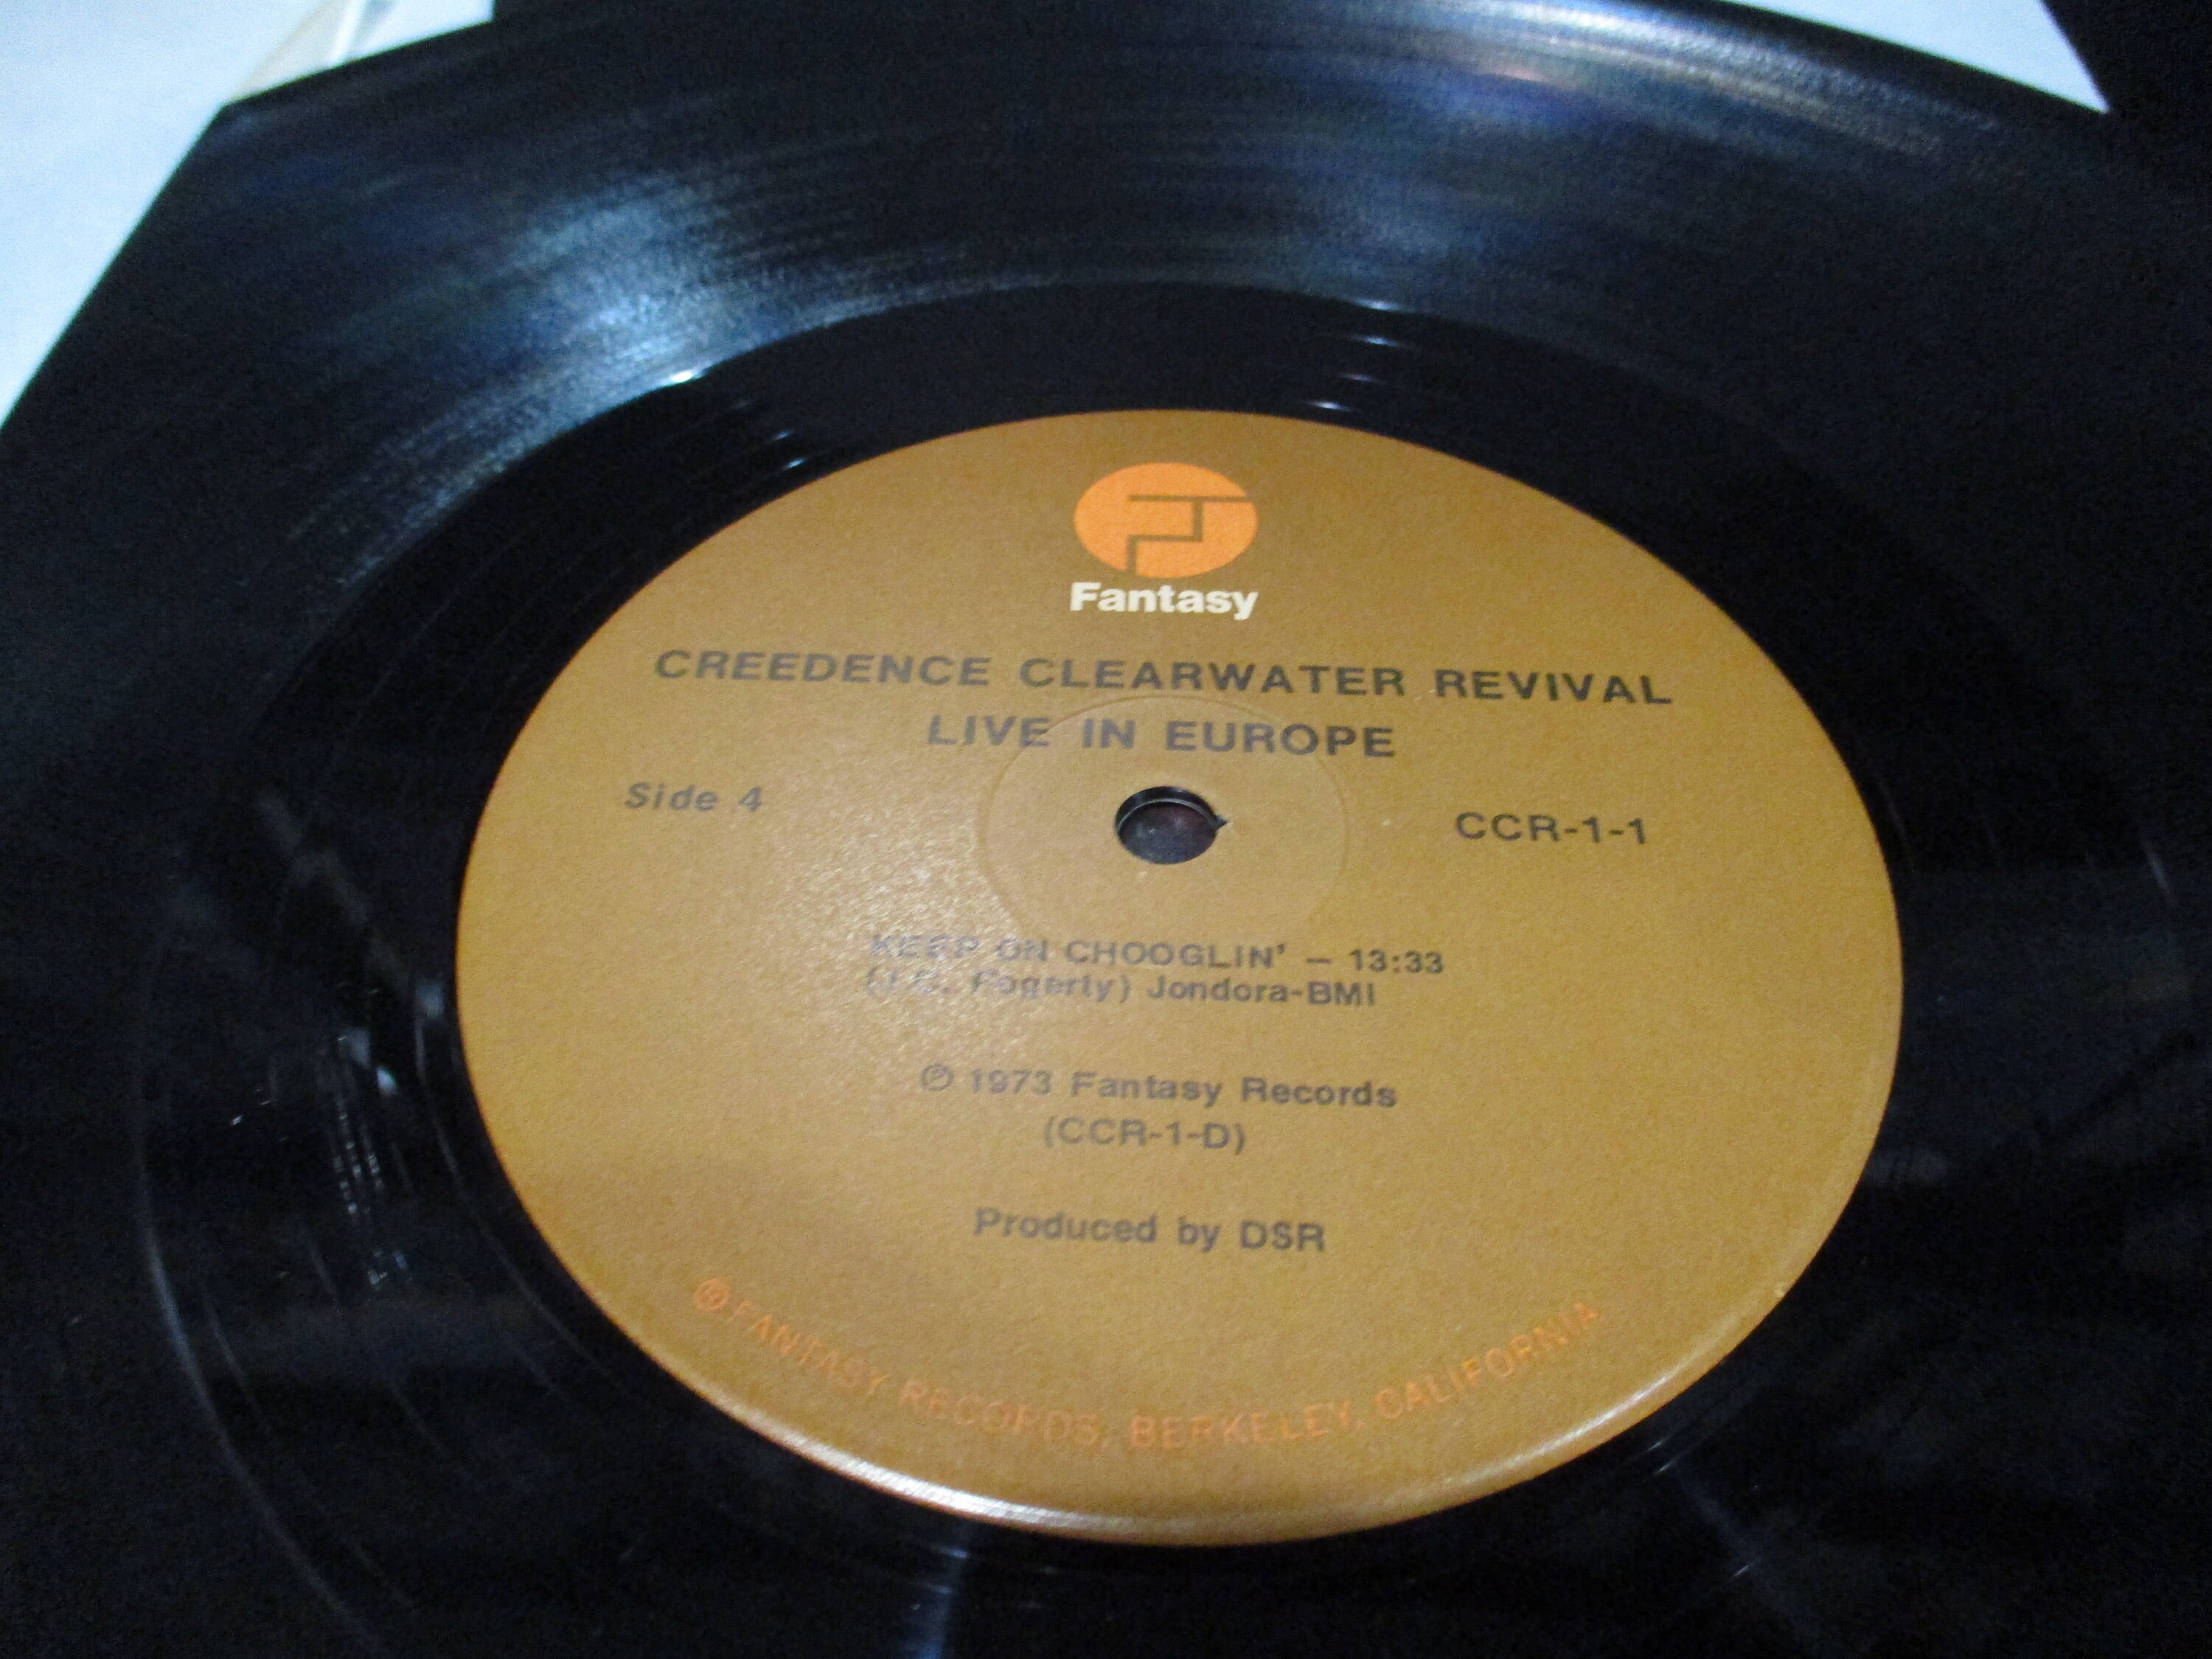 Fantasy
CREEDENCE CLEARWATER REVIVAL
LIVE IN EUROPE
Side 4
CCR-1-1
KEEP ON CHOOGLIN' — 13:33
(J.C. Fogerty) Jondora-BMI
℗ 1973 Fantasy Records
(CCR-1-D)
Produced by DSR
℗ FANTASY RECORDS, BERKELEY, CALIFORNIA